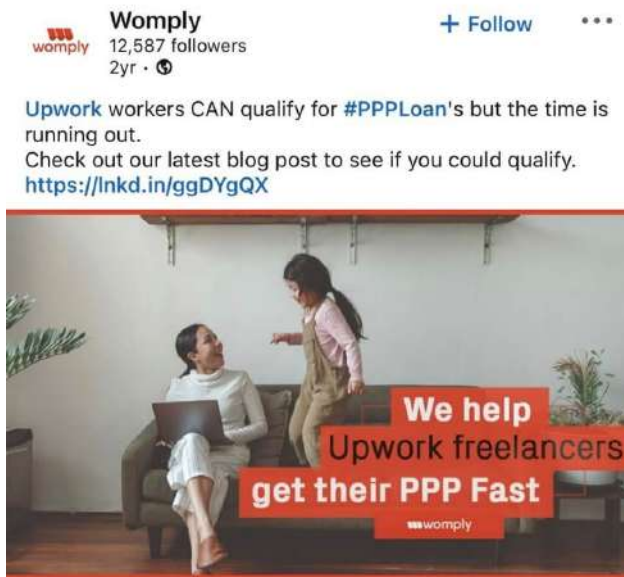 Womply
+ Follow
womply
12,587 followers
2yr ·
Upwork workers CAN qualify for #PPPLoan's but the time is
running out.
Check out our latest blog post to see if you could qualify.
https://lnkd.in/ggDYgQX
We help
Upwork freelancers
get their PPP Fast
womply